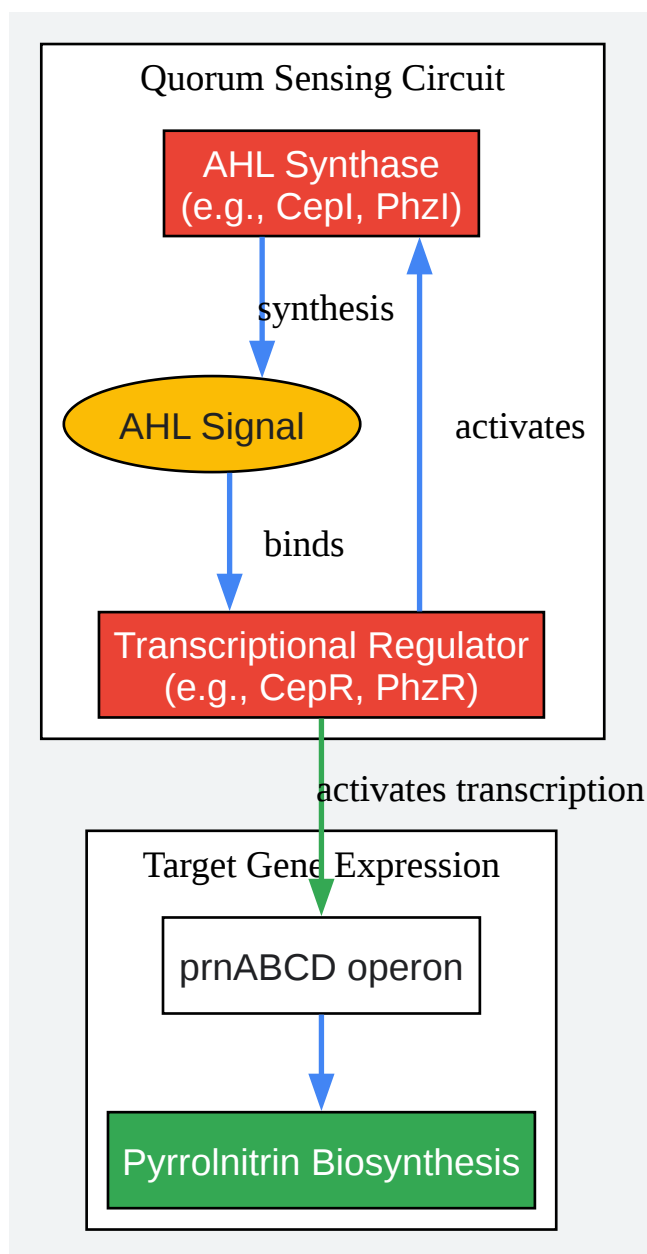 Quorum Sensing Circuit
AHL Synthase
(e.g., CepI, PhzI)
synthesis
AHL Signal
activates
binds
Transcriptional Regulator
(e.g., CepR, PhzR)
activates transcription
Target Gene Expression
prnABCD operon
Pyrrolnitrin Biosynthesis